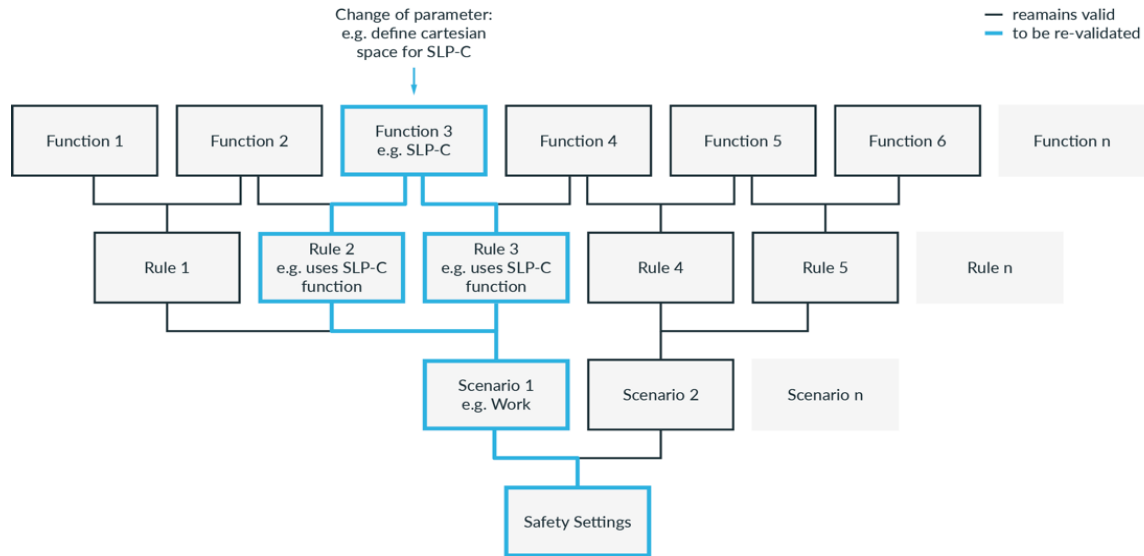 Change of parameter:
e.g. define cartesian
space for SLP-C
reamains valid
to be re-validated
Function 1
Function 2
Function 3
e.g. SLP-C
Function 4
Function 5
Function 6
Function n
Rule 1
Rule 2
e.g. uses SLP-C
function
Rule 3
e.g. uses SLP-C
function
Rule 4
Rule 5
Rule n
Scenario 1
e.g. Work
Scenario 2
Scenario n
Safety Settings